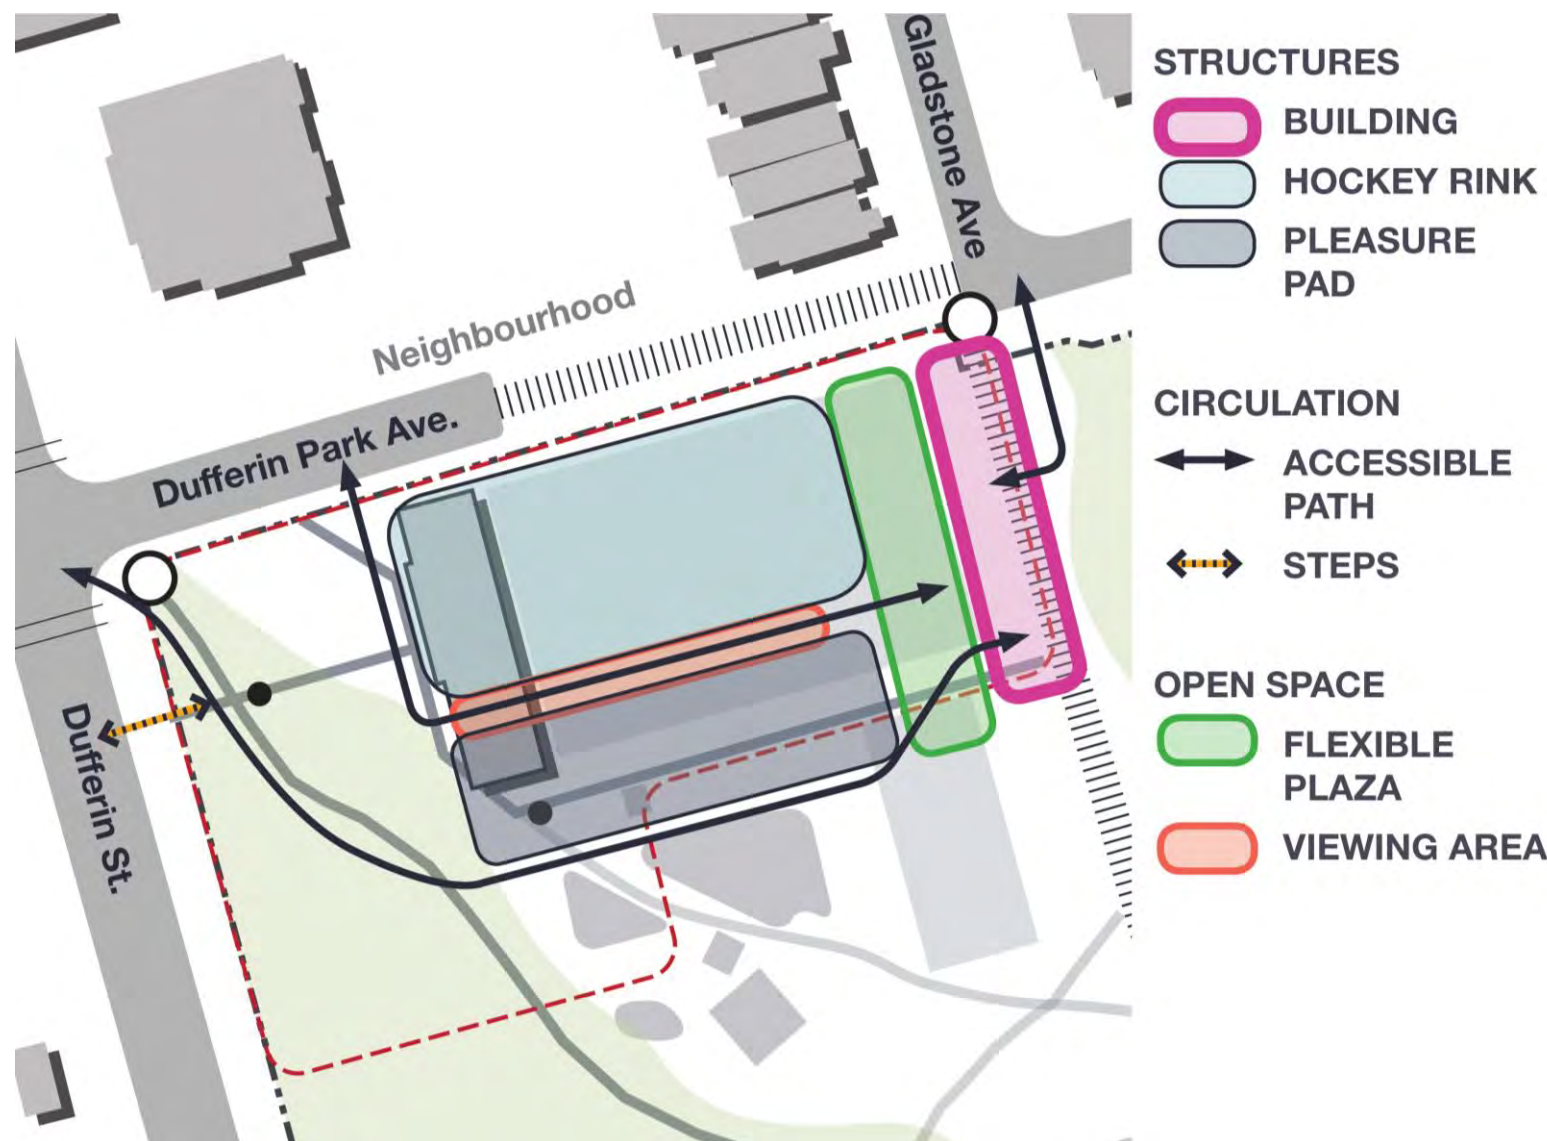 Gladstone Ave
Neighbourhood
Dufferin Park Ave.
Dufferin St.
STRUCTURES
BUILDING
HOCKEY RINK
PLEASURE
PAD
CIRCULATION
ACCESSIBLE
PATH
STEPS
OPEN SPACE
FLEXIBLE
PLAZA
VIEWING AREA